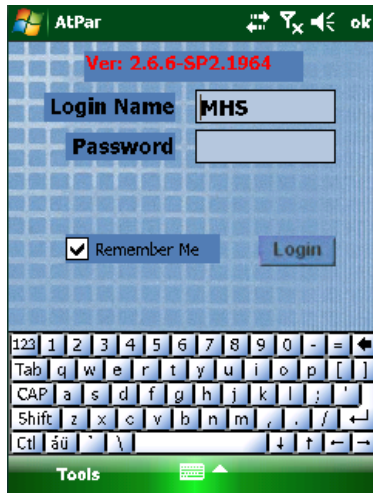 AtPar ok
Ver: 2.6.6-SP2.1964
Login Name MHS
Password
Remember Me Login
123 1 2 3 4 5 6 7 8 9 0 - =
Tab q w e r t y u i o p [ ]
CAP a s d f g h j k l ; '
Shift z x c v b n m , . /
Ctl áü ` \
Tools